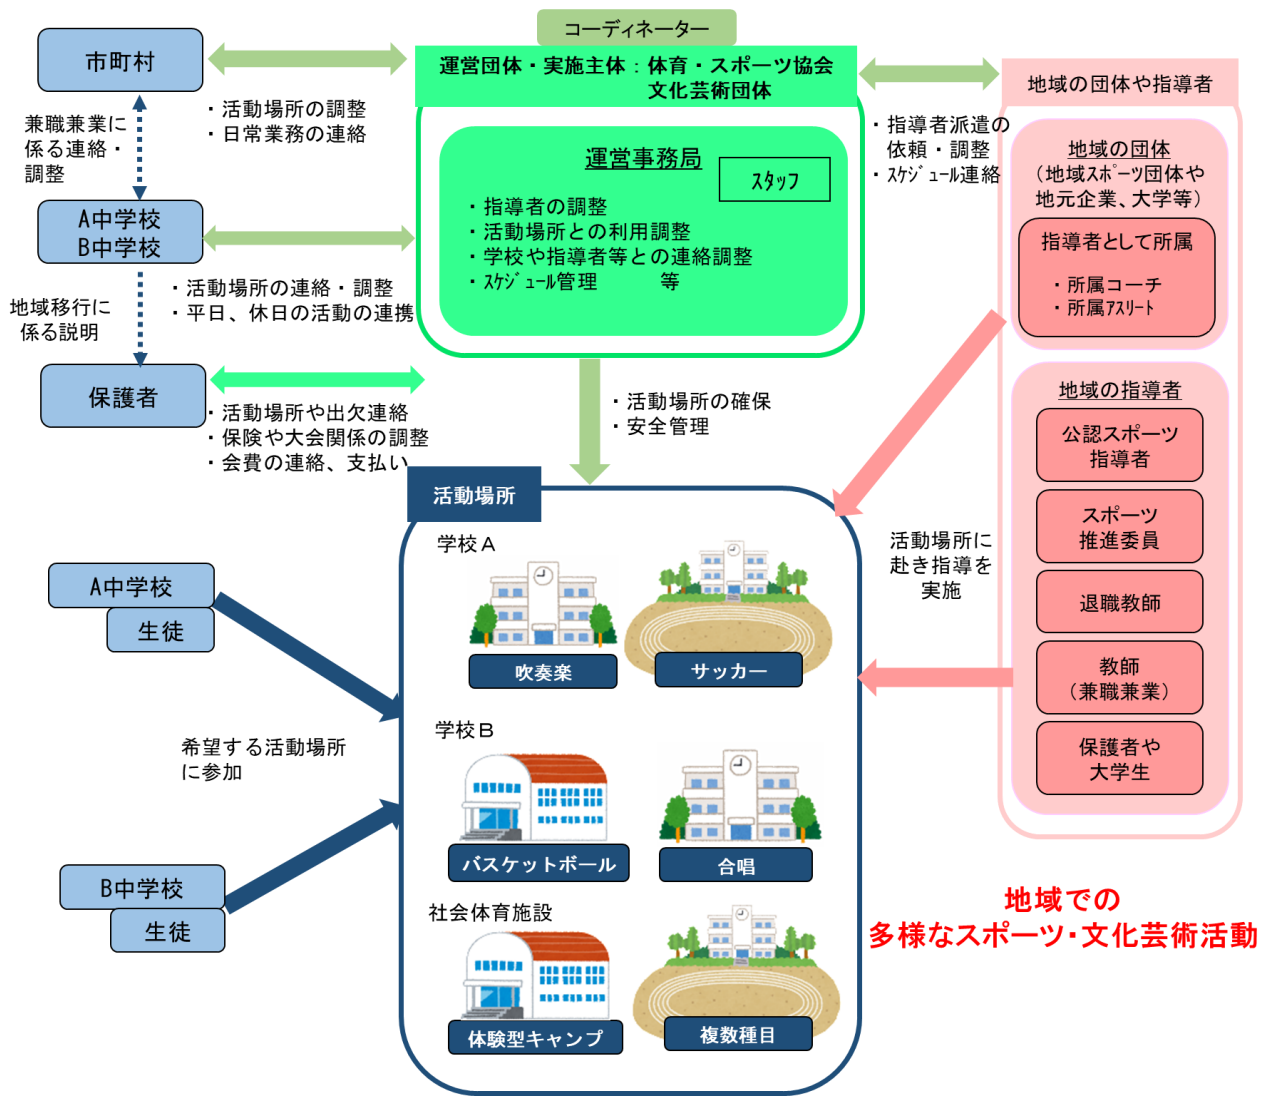 コーディネーター
運営団体・実施主体：体育・スポーツ協会
文化芸術団体
市町村
・活動場所の調整
・日常業務の連絡
兼職兼業に
係る連絡・
調整
A中学校
B中学校
・活動場所の連絡・調整
・平日、休日の活動の連携
地域移行に
係る説明
保護者
・活動場所や出欠連絡
・保険や大会関係の調整
・会費の連絡、支払い
運営事務局
ｽﾀｯﾌ
・指導者の調整
・活動場所との利用調整
・学校や指導者等との連絡調整
・ｽｹｼﾞｭｰﾙ管理　　　等
・指導者派遣の
依頼・調整
・ｽｹｼﾞｭｰﾙ連絡
地域の団体や指導者
地域の団体
（地域ｽﾎﾟｰﾂ団体や
地元企業、大学等）
指導者として所属
・所属コーチ
・所属ｱｽﾘｰﾄ
地域の指導者
公認スポーツ
指導者
スポーツ
推進委員
退職教師
教師
（兼職兼業）
保護者や
大学生
・活動場所の確保
・安全管理
活動場所に
赴き指導を
実施
活動場所
学校Ａ
吹奏楽
サッカー
学校Ｂ
バスケットボール
合唱
社会体育施設
体験型キャンプ
複数種目
A中学校
生徒
希望する活動場所
に参加
B中学校
生徒
地域での
多様なスポーツ・文化芸術活動